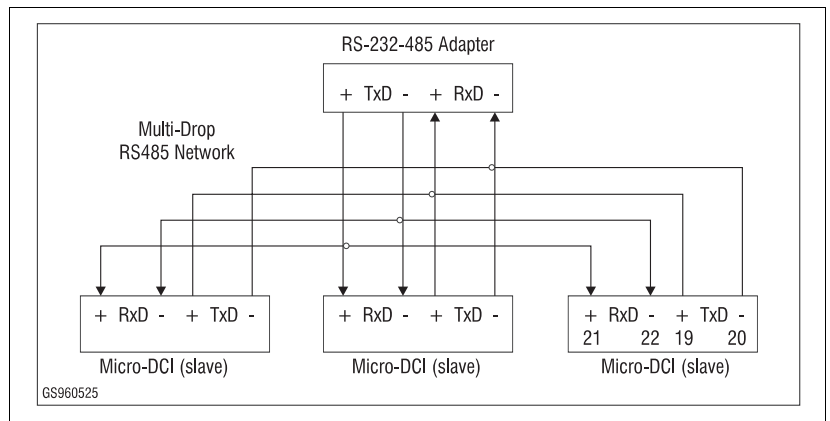 RS-232-485 Adapter
+ TxD - + RxD -
Multi-Drop
RS485 Network
+ RxD - + TxD -
+ RxD - + TxD -
+ RxD - + TxD -
21 22 19 20
Micro-DCI (slave)
Micro-DCI (slave)
Micro-DCI (slave)
GS960525